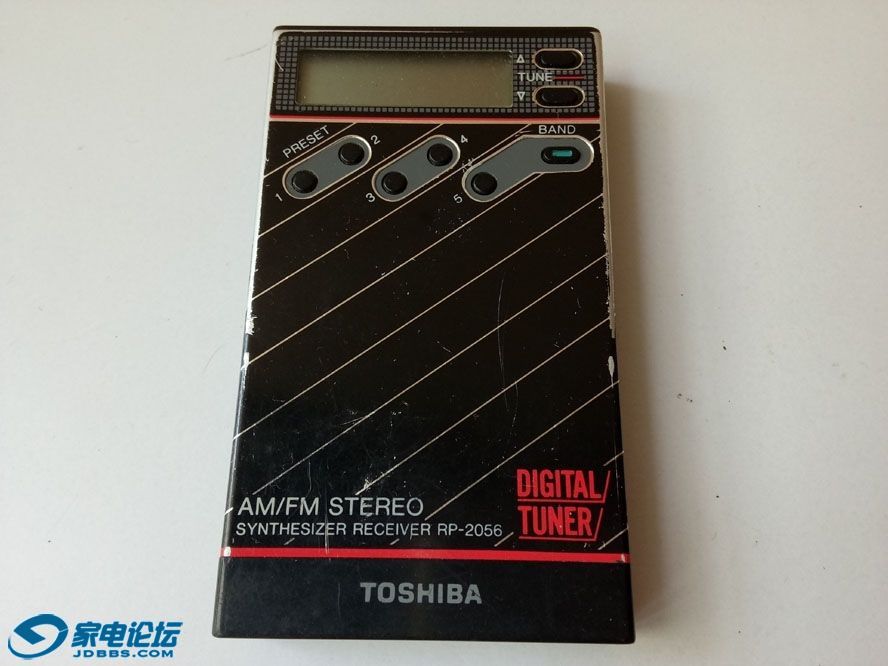 TUNE
BAND
PRESET
1
2
3
4
5
AM/FM STEREO
SYNTHESIZER RECEIVER RP-2056
DIGITAL
TUNER
TOSHIBA
家电论坛
JDBBS.COM